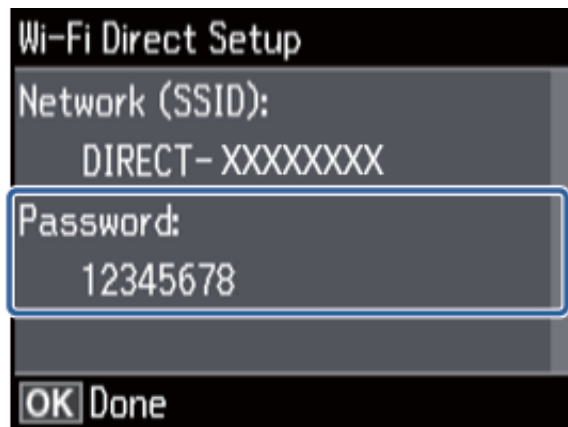 Wi-Fi Direct Setup
Network (SSID):
DIRECT-XXXXXXXX
Password:
12345678
OK Done